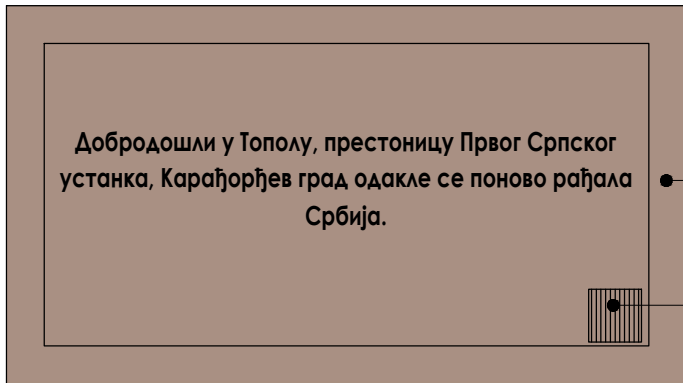 Добродошли у Тополу, престоницу Првог Српског
устанка, Карађорђев град одакле се поново рађала
Србија.